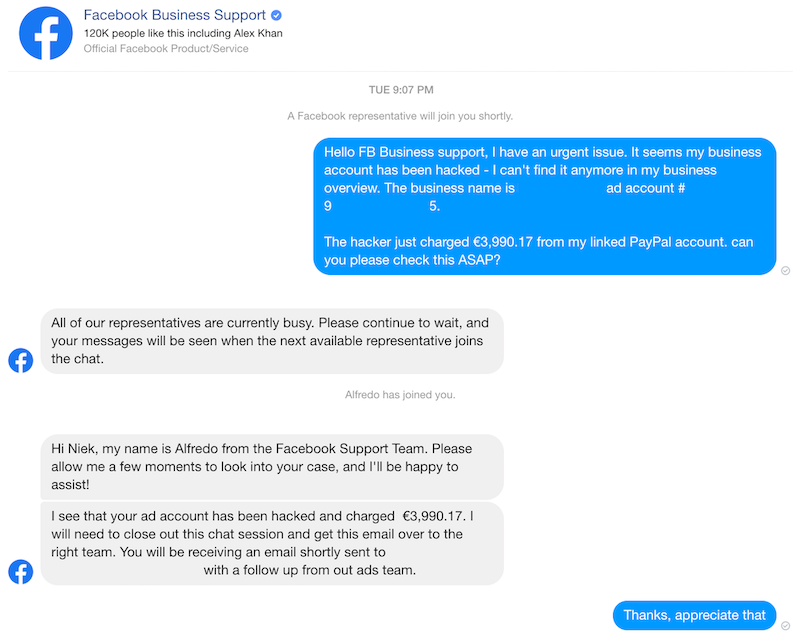 Facebook Business Support
120K people like this including Alex Khan
Official Facebook Product/Service
TUE 9:07 PM
A Facebook representative will join you shortly.
Hello FB Business support, I have an urgent issue. It seems my business
account has been hacked - I can't find it anymore in my business
overview. The business name is ad account #
9 5.
The hacker just charged €3,990.17 from my linked PayPal account. can
you please check this ASAP?
All of our representatives are currently busy. Please continue to wait, and
your messages will be seen when the next available representative joins
the chat.
Alfredo has joined you.
Hi Niek, my name is Alfredo from the Facebook Support Team. Please
allow me a few moments to look into your case, and I'll be happy to
assist!
I see that your ad account has been hacked and charged €3,990.17. I
will need to close out this chat session and get this email over to the
right team. You will be receiving an email shortly sent to
with a follow up from out ads team.
Thanks, appreciate that